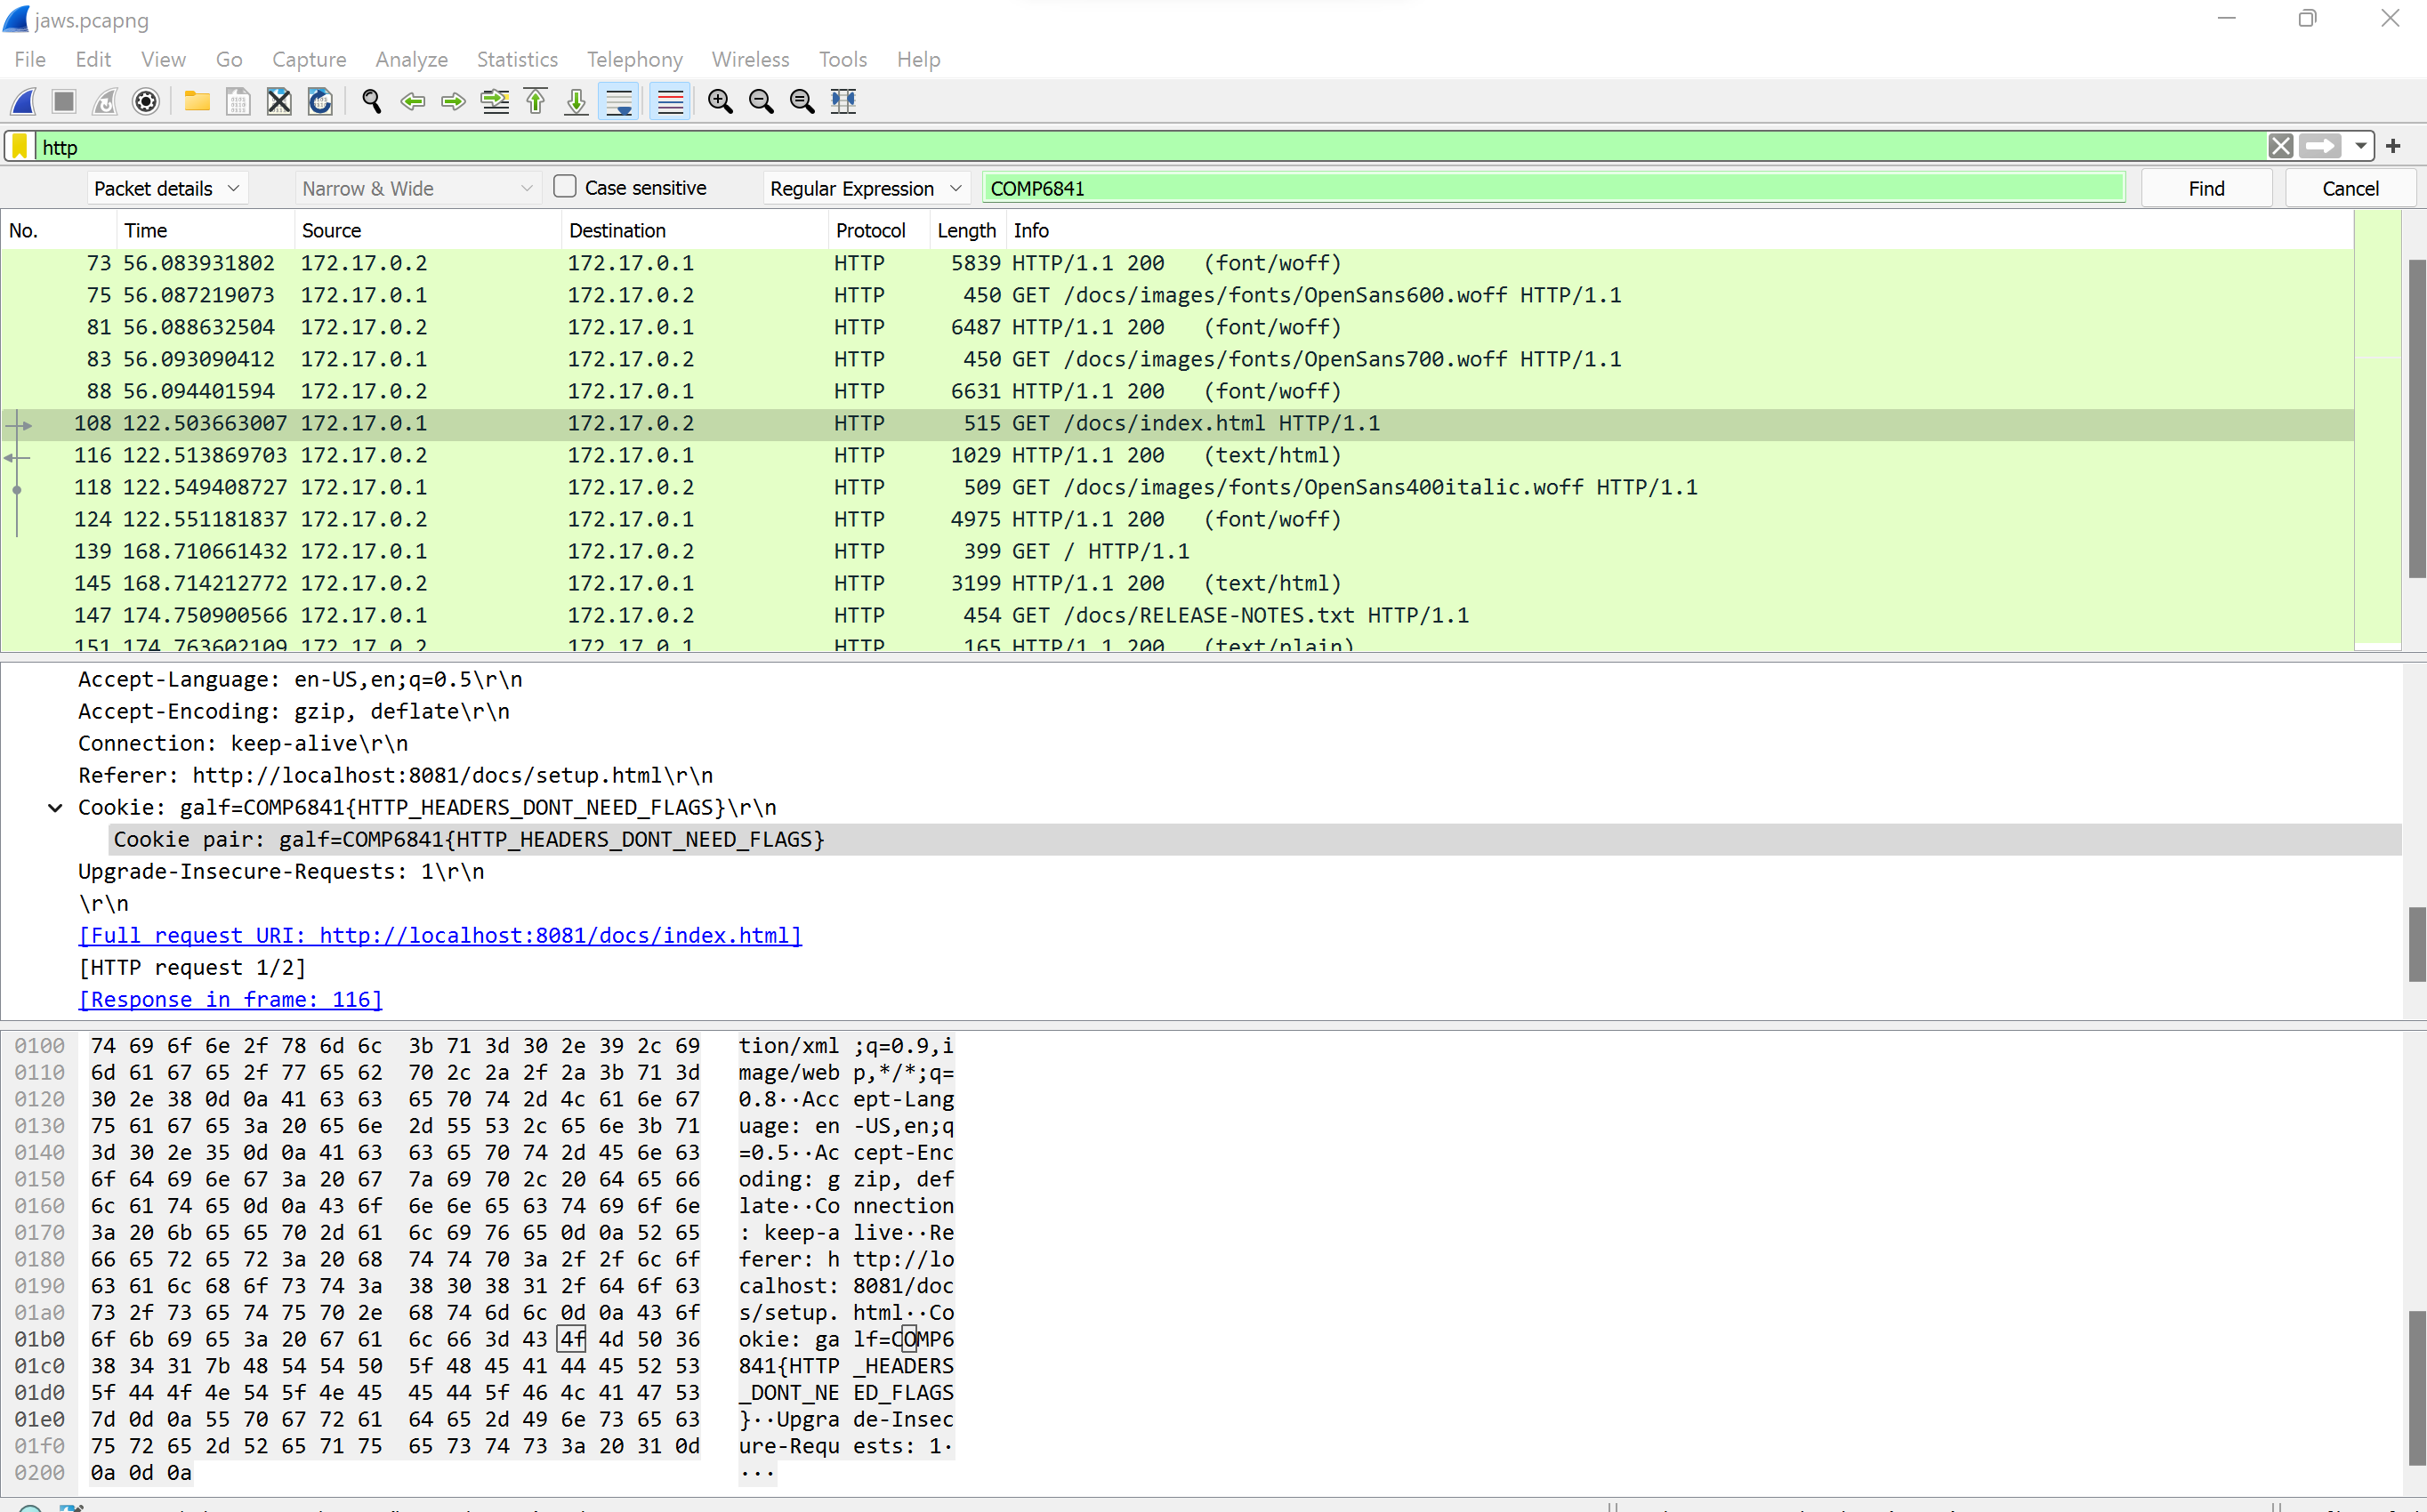 jaws.pcapng
File Edit View Go Capture Analyze Statistics Telephony Wireless Tools Help
http
Packet details Narrow & Wide Case sensitive Regular Expression COMP6841 Find Cancel
No. Time Source Destination Protocol Length Info
73 56.083931802 172.17.0.2 172.17.0.1 HTTP 5839 HTTP/1.1 200 (font/woff)
75 56.087219073 172.17.0.1 172.17.0.2 HTTP 450 GET /docs/images/fonts/OpenSans600.woff HTTP/1.1
81 56.088632504 172.17.0.2 172.17.0.1 HTTP 6487 HTTP/1.1 200 (font/woff)
83 56.093090412 172.17.0.1 172.17.0.2 HTTP 450 GET /docs/images/fonts/OpenSans700.woff HTTP/1.1
88 56.094401594 172.17.0.2 172.17.0.1 HTTP 6631 HTTP/1.1 200 (font/woff)
108 122.503663007 172.17.0.1 172.17.0.2 HTTP 515 GET /docs/index.html HTTP/1.1
116 122.513869703 172.17.0.2 172.17.0.1 HTTP 1029 HTTP/1.1 200 (text/html)
118 122.549408727 172.17.0.1 172.17.0.2 HTTP 509 GET /docs/images/fonts/OpenSans400italic.woff HTTP/1.1
124 122.551181837 172.17.0.2 172.17.0.1 HTTP 4975 HTTP/1.1 200 (font/woff)
139 168.710661432 172.17.0.1 172.17.0.2 HTTP 399 GET / HTTP/1.1
145 168.714212772 172.17.0.2 172.17.0.1 HTTP 3199 HTTP/1.1 200 (text/html)
147 174.750900566 172.17.0.1 172.17.0.2 HTTP 454 GET /docs/RELEASE-NOTES.txt HTTP/1.1
151 174.763602109 172.17.0.2 172.17.0.1 HTTP 165 HTTP/1.1 200 (text/plain)
Accept-Language: en-US,en;q=0.5\r\n
Accept-Encoding: gzip, deflate\r\n
Connection: keep-alive\r\n
Referer: http://localhost:8081/docs/setup.html\r\n
Cookie: galf=COMP6841{HTTP_HEADERS_DONT_NEED_FLAGS}\r\n
Cookie pair: galf=COMP6841{HTTP_HEADERS_DONT_NEED_FLAGS}
Upgrade-Insecure-Requests: 1\r\n
\r\n
[Full request URI: http://localhost:8081/docs/index.html]
[HTTP request 1/2]
[Response in frame: 116]
0100 74 69 6f 6e 2f 78 6d 6c 3b 71 3d 30 2e 39 2c 69 tion/xml ;q=0.9,i
0110 6d 61 67 65 2f 77 65 62 70 2c 2a 2f 2a 3b 71 3d mage/web p,*/*;q=
0120 30 2e 38 0d 0a 41 63 63 65 70 74 2d 4c 61 6e 67 0.8··Acc ept-Lang
0130 75 61 67 65 3a 20 65 6e 2d 55 53 2c 65 6e 3b 71 uage: en -US,en;q
0140 3d 30 2e 35 0d 0a 41 63 63 65 70 74 2d 45 6e 63 =0.5··Ac cept-Enc
0150 6f 64 69 6e 67 3a 20 67 7a 69 70 2c 20 64 65 66 oding: g zip, def
0160 6c 61 74 65 0d 0a 43 6f 6e 6e 65 63 74 69 6f 6e late··Co nnection
0170 3a 20 6b 65 65 70 2d 61 6c 69 76 65 0d 0a 52 65 : keep-a live··Re
0180 66 65 72 65 72 3a 20 68 74 74 70 3a 2f 2f 6c 6f ferer: h ttp://lo
0190 63 61 6c 68 6f 73 74 3a 38 30 38 31 2f 64 6f 63 calhost: 8081/doc
01a0 73 2f 73 65 74 75 70 2e 68 74 6d 6c 0d 0a 43 6f s/setup. html··Co
01b0 6f 6b 69 65 3a 20 67 61 6c 66 3d 43 4f 4d 50 36 okie: ga lf=COMP6
01c0 38 34 31 7b 48 54 54 50 5f 48 45 41 44 45 52 53 841{HTTP _HEADERS
01d0 5f 44 4f 4e 54 5f 4e 45 45 44 5f 46 4c 41 47 53 _DONT_NE ED_FLAGS
01e0 7d 0d 0a 55 70 67 72 61 64 65 2d 49 6e 73 65 63 }··Upgra de-Insec
01f0 75 72 65 2d 52 65 71 75 65 73 74 73 3a 20 31 0d ure-Requ ests: 1·
0200 0a 0d 0a ···